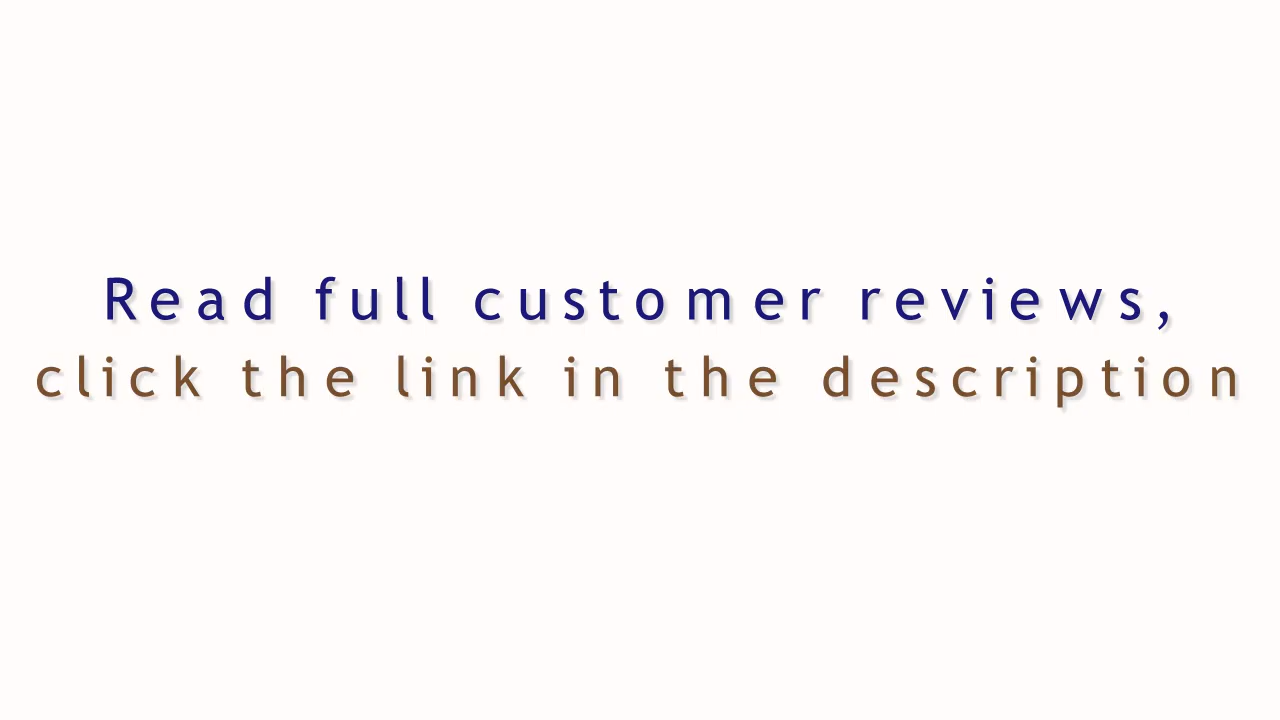 Read full customer reviews,
click the link in the description